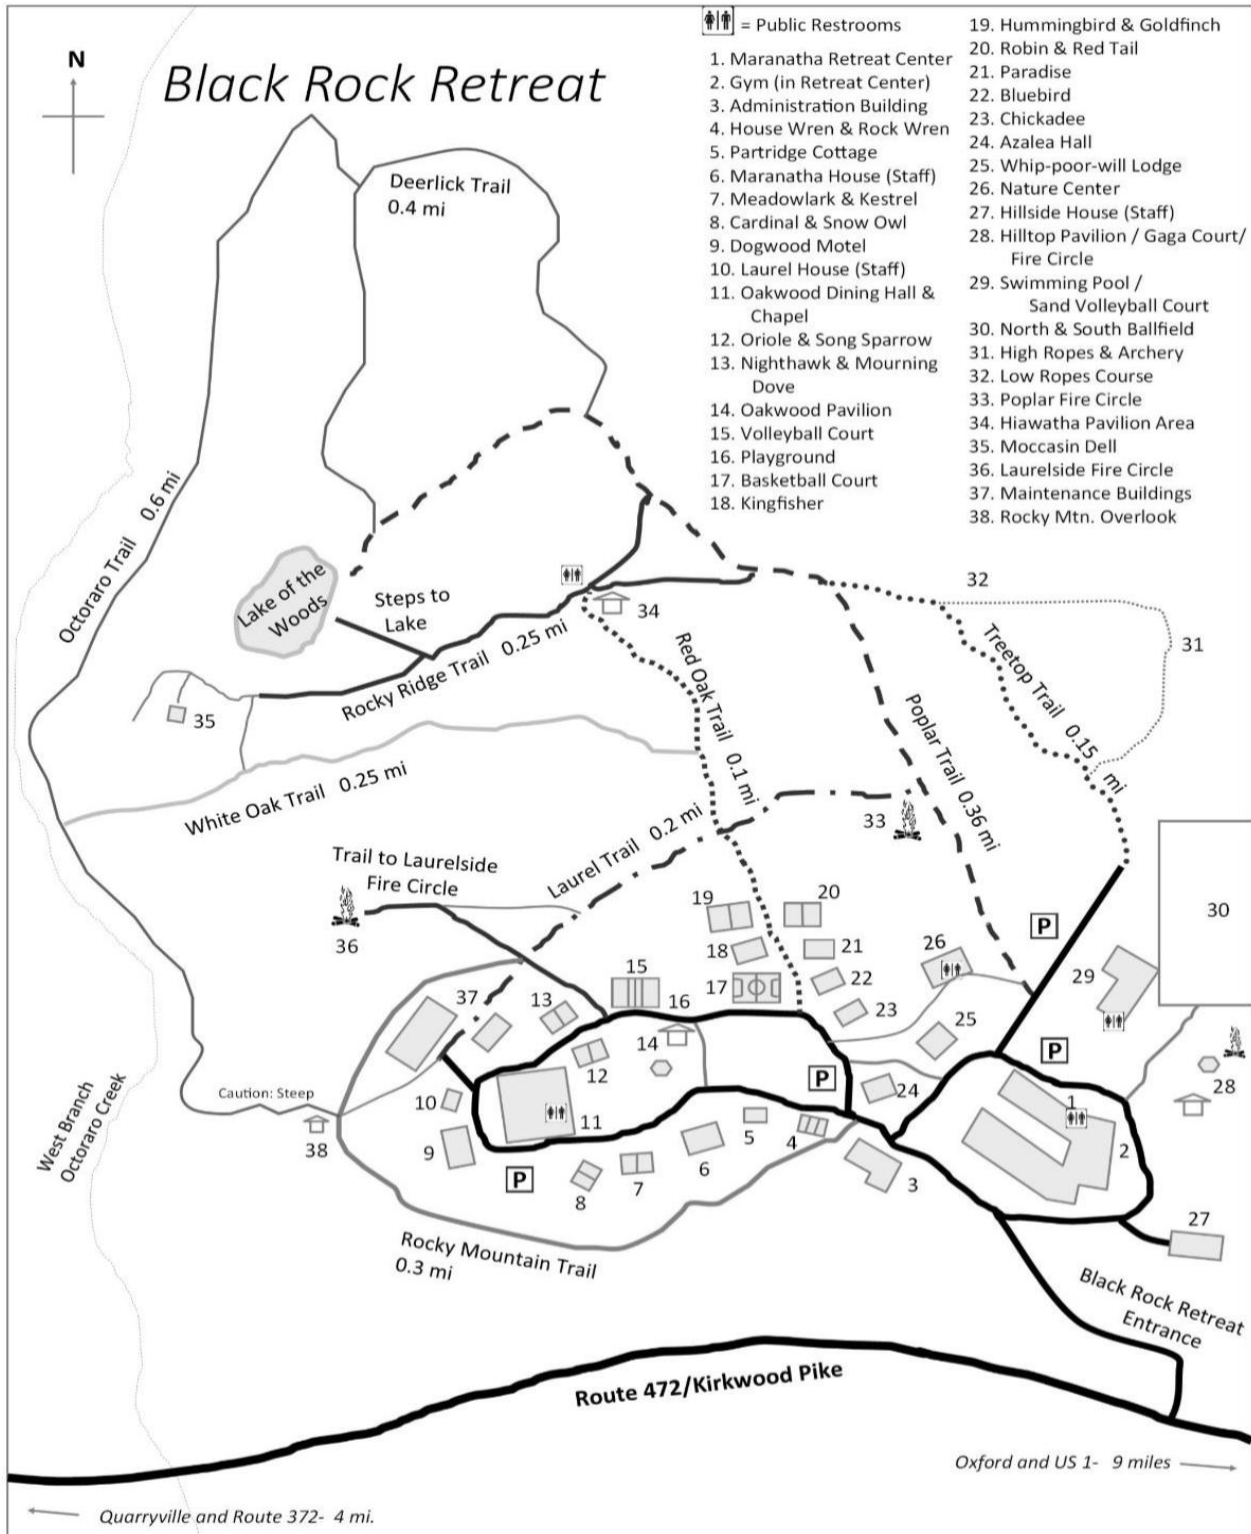 N
Black Rock Retreat
= Public Restrooms
1. Maranatha Retreat Center
2. Gym (in Retreat Center)
3. Administration Building
4. House Wren & Rock Wren
5. Partridge Cottage
6. Maranatha House (Staff)
7. Meadowlark & Kestrel
8. Cardinal & Snow Owl
9. Dogwood Motel
10. Laurel House (Staff)
11. Oakwood Dining Hall &
Chapel
12. Oriole & Song Sparrow
13. Nighthawk & Mourning
Dove
14. Oakwood Pavilion
15. Volleyball Court
16. Playground
17. Basketball Court
18. Kingfisher
19. Hummingbird & Goldfinch
20. Robin & Red Tail
21. Paradise
22. Bluebird
23. Chickadee
24. Azalea Hall
25. Whip-poor-will Lodge
26. Nature Center
27. Hillside House (Staff)
28. Hilltop Pavilion / Gaga Court/
Fire Circle
29. Swimming Pool /
Sand Volleyball Court
30. North & South Ballfield
31. High Ropes & Archery
32. Low Ropes Course
33. Poplar Fire Circle
34. Hiawatha Pavilion Area
35. Moccasin Dell
36. Laurelside Fire Circle
37. Maintenance Buildings
38. Rocky Mtn. Overlook
Deerlick Trail
0.4 mi
Octoraro Trail 0.6 mi
Lake of the
Woods
Steps to
Lake
34
32
31
Rocky Ridge Trail 0.25 mi
Red Oak Trail 0.1 mi
Treetop Trail 0.15 mi
Poplar Trail 0.36 mi
35
White Oak Trail 0.25 mi
Laurel Trail 0.2 mi
33
Trail to Laurelside
Fire Circle
36
19
20
30
P
18
21
26
29
15
17
22
37
13
16
23
25
14
P
12
P
24
28
Caution: Steep
10
11
1
38
9
5
4
2
P
6
3
7
8
27
West Branch
Octoraro Creek
Rocky Mountain Trail
0.3 mi
Black Rock Retreat
Entrance
Route 472/Kirkwood Pike
Oxford and US 1- 9 miles
Quarryville and Route 372- 4 mi.